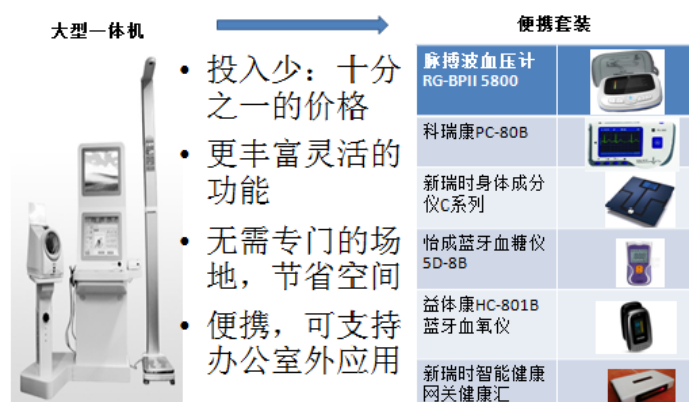 大型一体机
便携套装
• 投入少：十分
之一的价格
• 更丰富灵活的
功能
• 无需专门的场
地，节省空间
• 便携，可支持
办公室外应用
脉搏波血压计
RG-BPII 5800
科瑞康PC-80B
新瑞时身体成分
仪C系列
怡成蓝牙血糖仪
5D-8B
益体康HC-801B
蓝牙血氧仪
新瑞时智能健康
网关健康汇